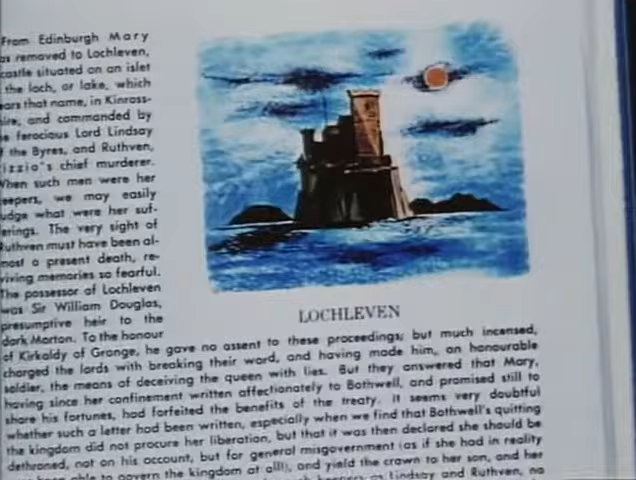 From Edinburgh Mary
as removed to Lochleven,
castle situated on an islet
the loch, or lake, which
ears that name, in Kinross-
ire, and commanded by
e ferocious Lord Lindsay
f the Byres, and Ruthven,
izzio's chief murderer.
When such men were her
eepers, we may easily
udge what were her suf-
erings. The very sight of
Ruthven must have been al-
most a present death, re-
viving memories so fearful.
The possessor of Lochleven
was Sir William Douglas,
presumptive heir to the
dark Morton. To the honour
LOCHLEVEN
of Kirkaldy of Grange, he gave no assent to these proceedings; but much incensed,
charged the lords with breaking their word, and having made him, an honourable
soldier, the means of deceiving the queen with lies. But they answered that Mary,
having since her confinement written affectionately to Bothwell, and promised still to
share his fortunes, had forfeited the benefits of the treaty. It seems very doubtful
whether such a letter had been written, especially when we find that Bothwell's quitting
the kingdom did not procure her liberation, but that it was then declared she should be
dethroned, not on his account, but for general misgovernment (as if she had in reality
been able to govern the kingdom at all!), and yield the crown to her son, and her
keepers as Lindsay and Ruthven, no